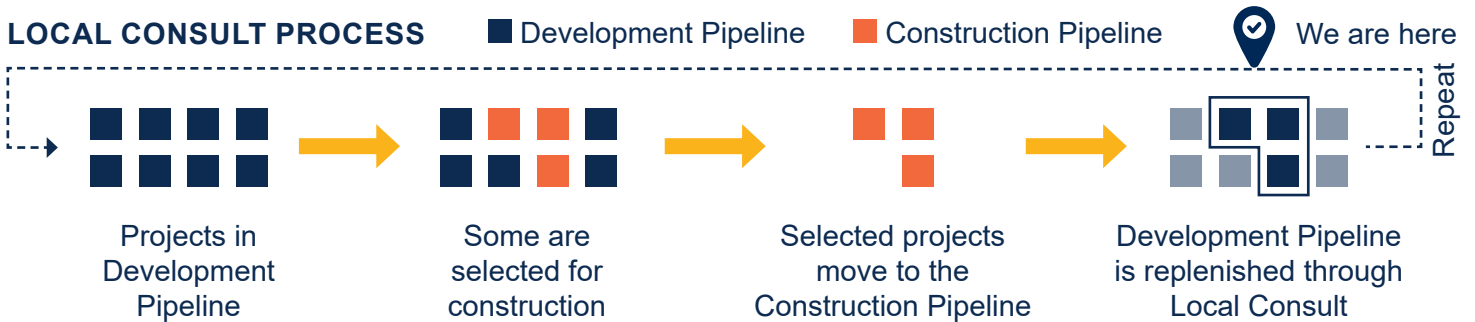 LOCAL CONSULT PROCESS
Development Pipeline
Construction Pipeline
We are here
Repeat
Projects in
Development
Pipeline
Some are
selected for
construction
Selected projects
move to the
Construction Pipeline
Development Pipeline
is replenished through
Local Consult